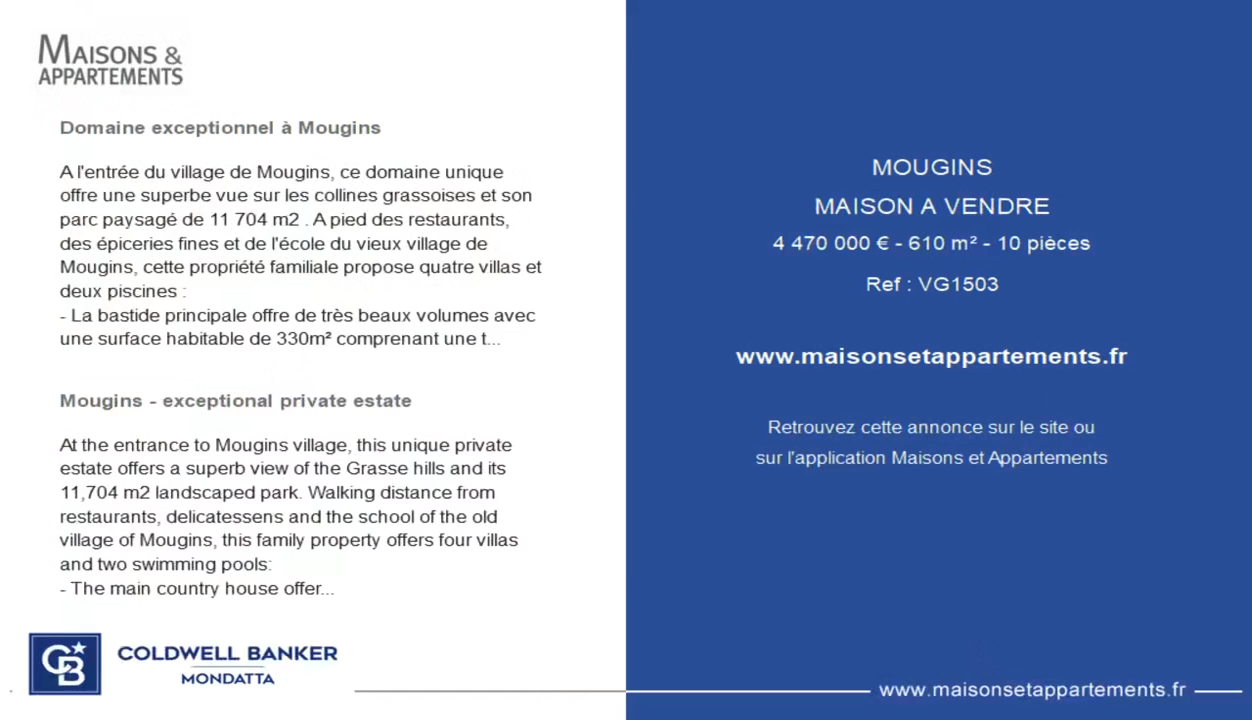 MAISONS &
APPARTEMENTS
Domaine exceptionnel à Mougins
A l'entrée du village de Mougins, ce domaine unique
offre une superbe vue sur les collines grassoises et son
parc paysagé de 11 704 m2 . A pied des restaurants,
des épiceries fines et de l'école du vieux village de
Mougins, cette propriété familiale propose quatre villas et
deux piscines :
- La bastide principale offre de très beaux volumes avec
une surface habitable de 330m² comprenant une t...
Mougins - exceptional private estate
At the entrance to Mougins village, this unique private
estate offers a superb view of the Grasse hills and its
11,704 m2 landscaped park. Walking distance from
restaurants, delicatessens and the school of the old
village of Mougins, this family property offers four villas
and two swimming pools:
- The main country house offer...
CB
COLDWELL BANKER
MONDATTA
MOUGINS
MAISON A VENDRE
4 470 000 € - 610 m² - 10 pièces
Ref : VG1503
www.maisonsetappartements.fr
Retrouvez cette annonce sur le site ou
sur l'application Maisons et Appartements
www.maisonsetappartements.fr